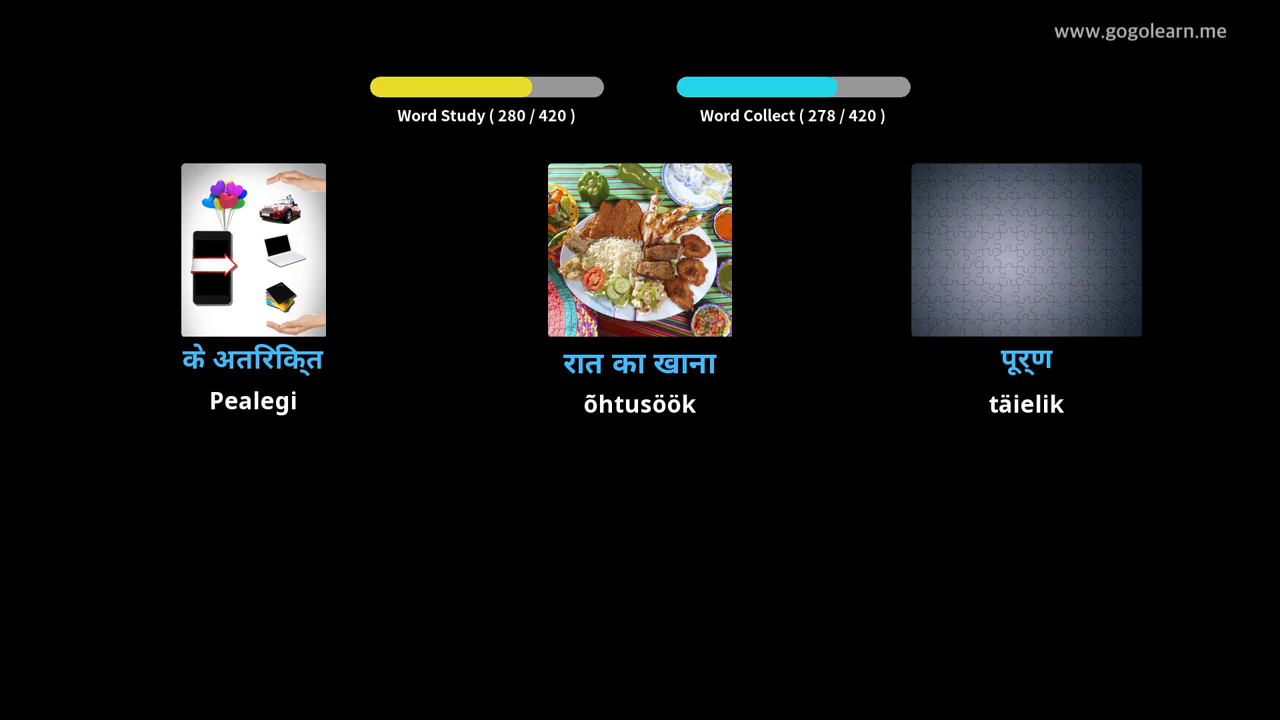 www.gogolearn.me
Word Study ( 280 / 420 )
Word Collect ( 278 / 420 )
के अतिरिक्त
Pealegi
रात का खाना
õhtusöök
पूर्ण
täielik